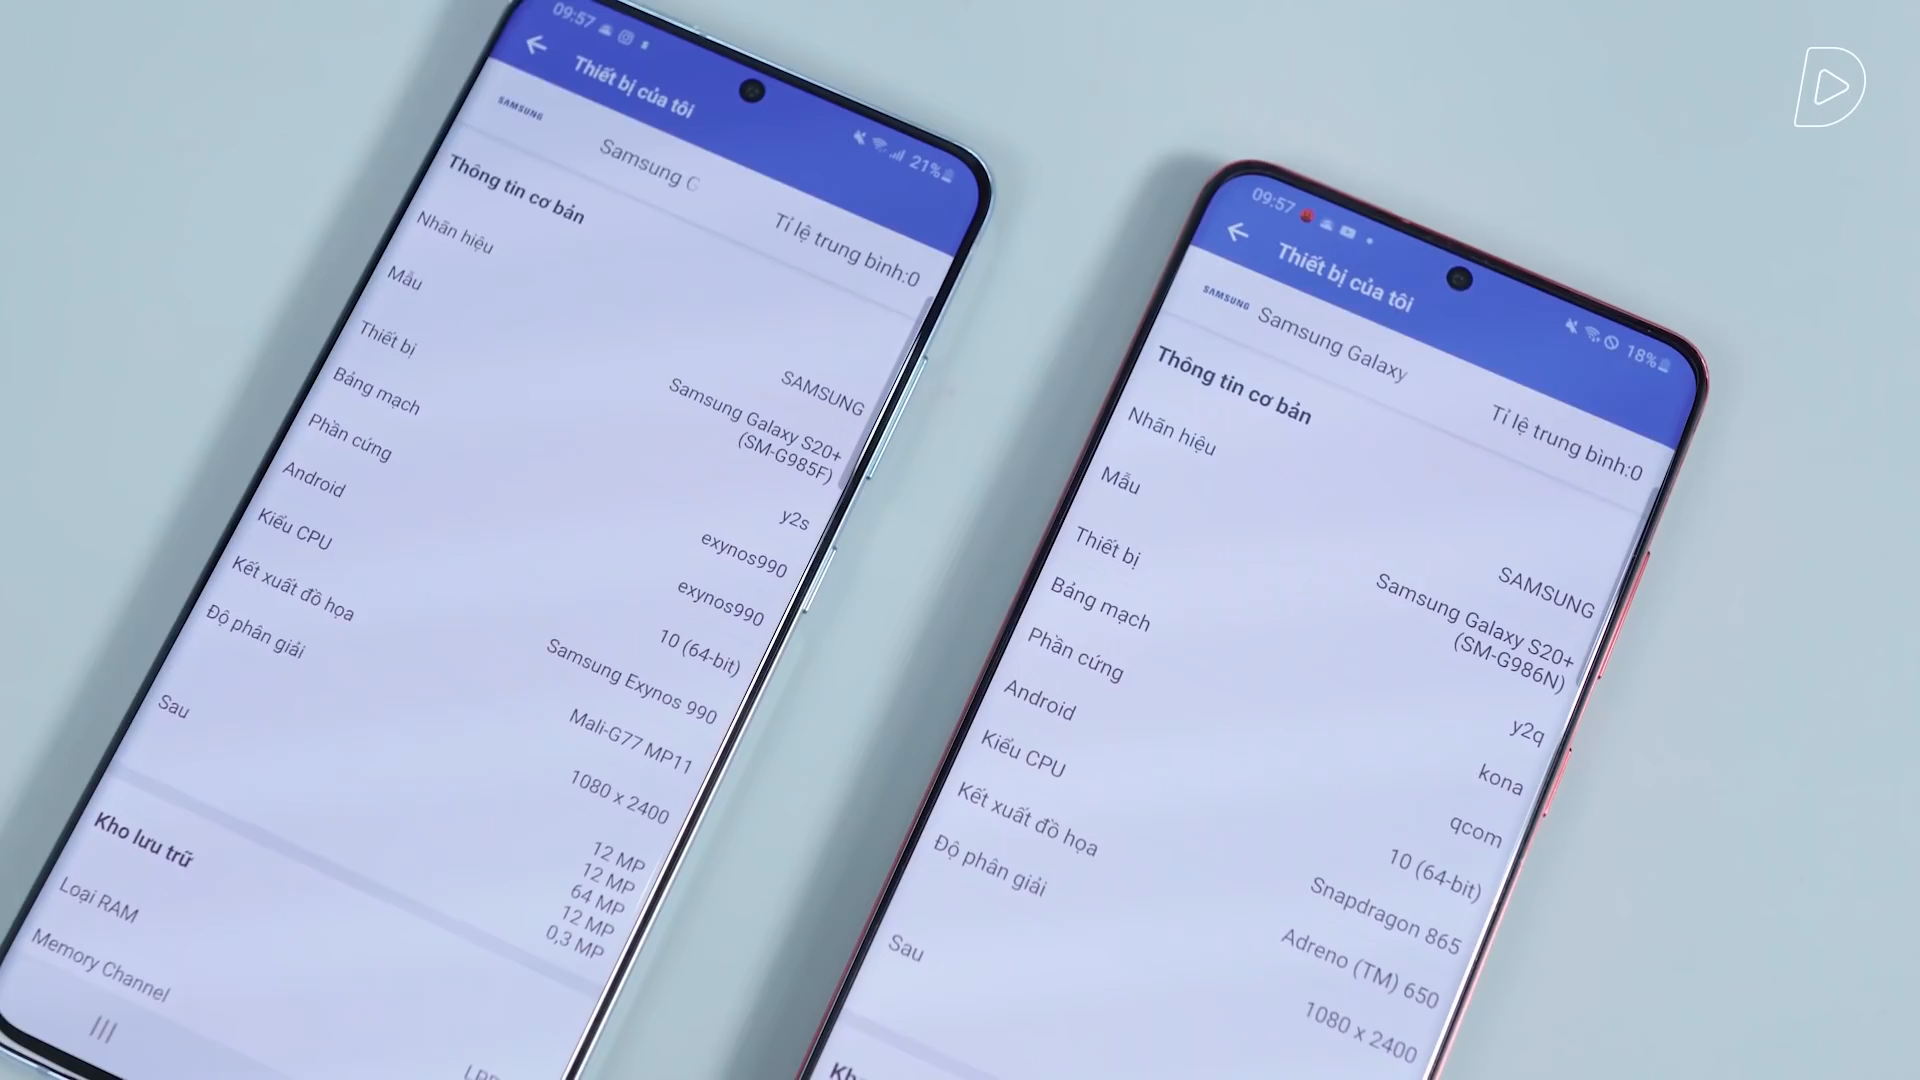 09:57
21%
Thiết bị của tôi
SAMSUNG
Samsung G
Tỉ lệ trung bình:0
Thông tin cơ bản
Nhãn hiệu
SAMSUNG
Mẫu
Samsung Galaxy S20+
(SM-G985F)
Thiết bị
y2s
Bảng mạch
exynos990
Phần cứng
exynos990
Android
10 (64-bit)
Kiểu CPU
Samsung Exynos 990
Kết xuất đồ họa
Mali-G77 MP11
Độ phân giải
1080 x 2400
Sau
12 MP
12 MP
64 MP
12 MP
0,3 MP
Kho lưu trữ
Loại RAM
Memory Channel
09:57
18%
Thiết bị của tôi
SAMSUNG
Samsung Galaxy
Tỉ lệ trung bình:0
Thông tin cơ bản
Nhãn hiệu
SAMSUNG
Mẫu
Samsung Galaxy S20+
(SM-G986N)
Thiết bị
y2q
Bảng mạch
kona
Phần cứng
qcom
Android
10 (64-bit)
Kiểu CPU
Snapdragon 865
Kết xuất đồ họa
Adreno (TM) 650
Độ phân giải
1080 x 2400
Sau